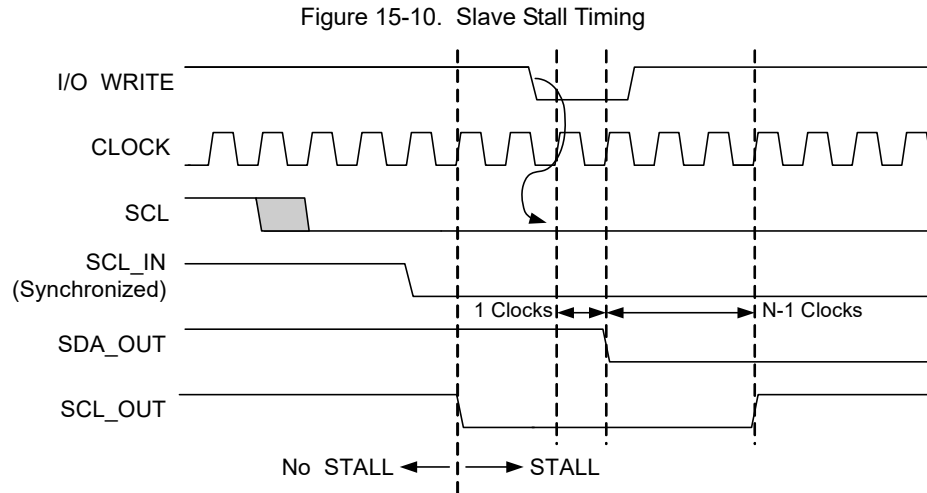 Figure 15-10.  Slave Stall Timing
I/O  WRITE
CLOCK
SCL
SCL_IN
(Synchronized)
1 Clocks
N-1 Clocks
SDA_OUT
SCL_OUT
No  STALL
STALL